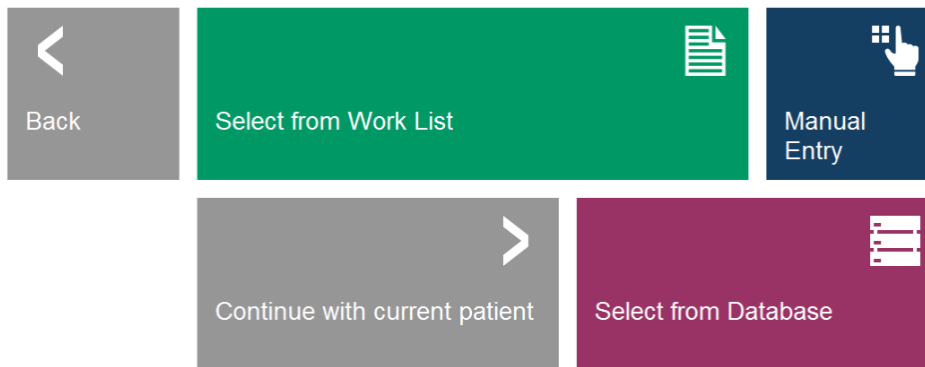 Back
Select from Work List
Manual
Entry
Continue with current patient
Select from Database